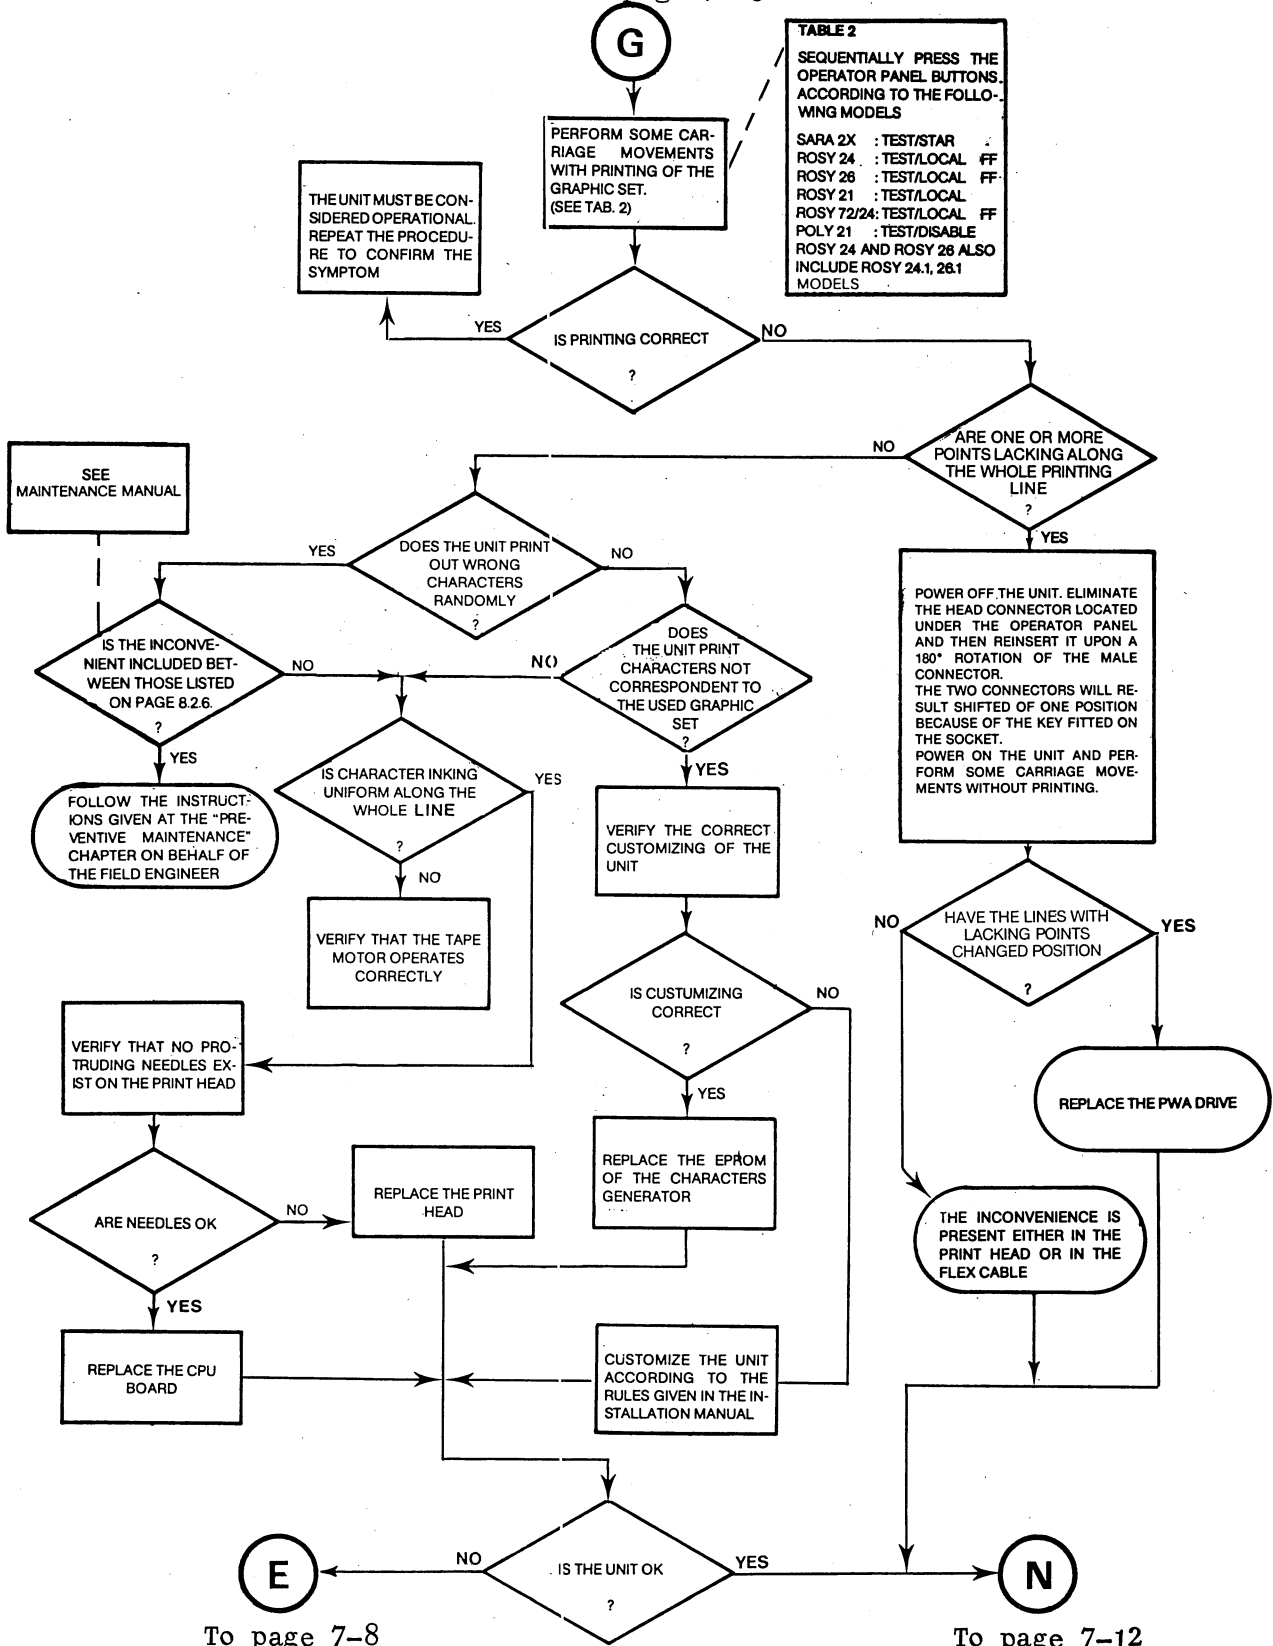 G
TABLE 2
SEQUENTIALLY PRESS THE
OPERATOR PANEL BUTTONS.
ACCORDING TO THE FOLLO-
WING MODELS
SARA 2X : TEST/STAR
ROSY 24 : TEST/LOCAL FF
ROSY 26 : TEST/LOCAL FF
ROSY 21 : TEST/LOCAL
ROSY 72/24: TEST/LOCAL FF
POLY 21 : TEST/DISABLE
ROSY 24 AND ROSY 26 ALSO
INCLUDE ROSY 24.1, 26.1
MODELS
PERFORM SOME CAR-
RIAGE MOVEMENTS
WITH PRINTING OF THE
GRAPHIC SET.
(SEE TAB. 2)
THE UNIT MUST BE CON-
SIDERED OPERATIONAL.
REPEAT THE PROCEDU-
RE TO CONFIRM THE
SYMPTOM
YES
IS PRINTING CORRECT
?
NO
ARE ONE OR MORE
POINTS LACKING ALONG
THE WHOLE PRINTING
LINE
?
NO
YES
SEE
MAINTENANCE MANUAL
DOES THE UNIT PRINT
OUT WRONG
CHARACTERS
RANDOMLY
?
YES
NO
POWER OFF THE UNIT. ELIMINATE
THE HEAD CONNECTOR LOCATED
UNDER THE OPERATOR PANEL
AND THEN REINSERT IT UPON A
180° ROTATION OF THE MALE
CONNECTOR.
THE TWO CONNECTORS WILL RE-
SULT SHIFTED OF ONE POSITION
BECAUSE OF THE KEY FITTED ON
THE SOCKET.
POWER ON THE UNIT AND PER-
FORM SOME CARRIAGE MOVE-
MENTS WITHOUT PRINTING.
IS THE INCONVE-
NIENT INCLUDED BET-
WEEN THOSE LISTED
ON PAGE 8.2.6.
?
NO
YES
DOES
THE UNIT PRINT
CHARACTERS NOT
CORRESPONDENT TO
THE USED GRAPHIC
SET
?
NO
YES
FOLLOW THE INSTRUCT-
IONS GIVEN AT THE "PRE-
VENTIVE MAINTENANCE"
CHAPTER ON BEHALF OF
THE FIELD ENGINEER
IS CHARACTER INKING
UNIFORM ALONG THE
WHOLE LINE
?
YES
NO
VERIFY THE CORRECT
CUSTOMIZING OF THE
UNIT
VERIFY THAT THE TAPE
MOTOR OPERATES
CORRECTLY
NO
HAVE THE LINES WITH
LACKING POINTS
CHANGED POSITION
?
YES
IS CUSTUMIZING
CORRECT
?
NO
YES
VERIFY THAT NO PRO-
TRUDING NEEDLES EX-
IST ON THE PRINT HEAD
REPLACE THE PWA DRIVE
REPLACE THE EPROM
OF THE CHARACTERS
GENERATOR
ARE NEEDLES OK
?
NO
YES
REPLACE THE PRINT
HEAD
THE INCONVENIENCE IS
PRESENT EITHER IN THE
PRINT HEAD OR IN THE
FLEX CABLE
REPLACE THE CPU
BOARD
CUSTOMIZE THE UNIT
ACCORDING TO THE
RULES GIVEN IN THE IN-
STALLATION MANUAL
E
NO
IS THE UNIT OK
?
YES
N
To page 7-8
To page 7-12